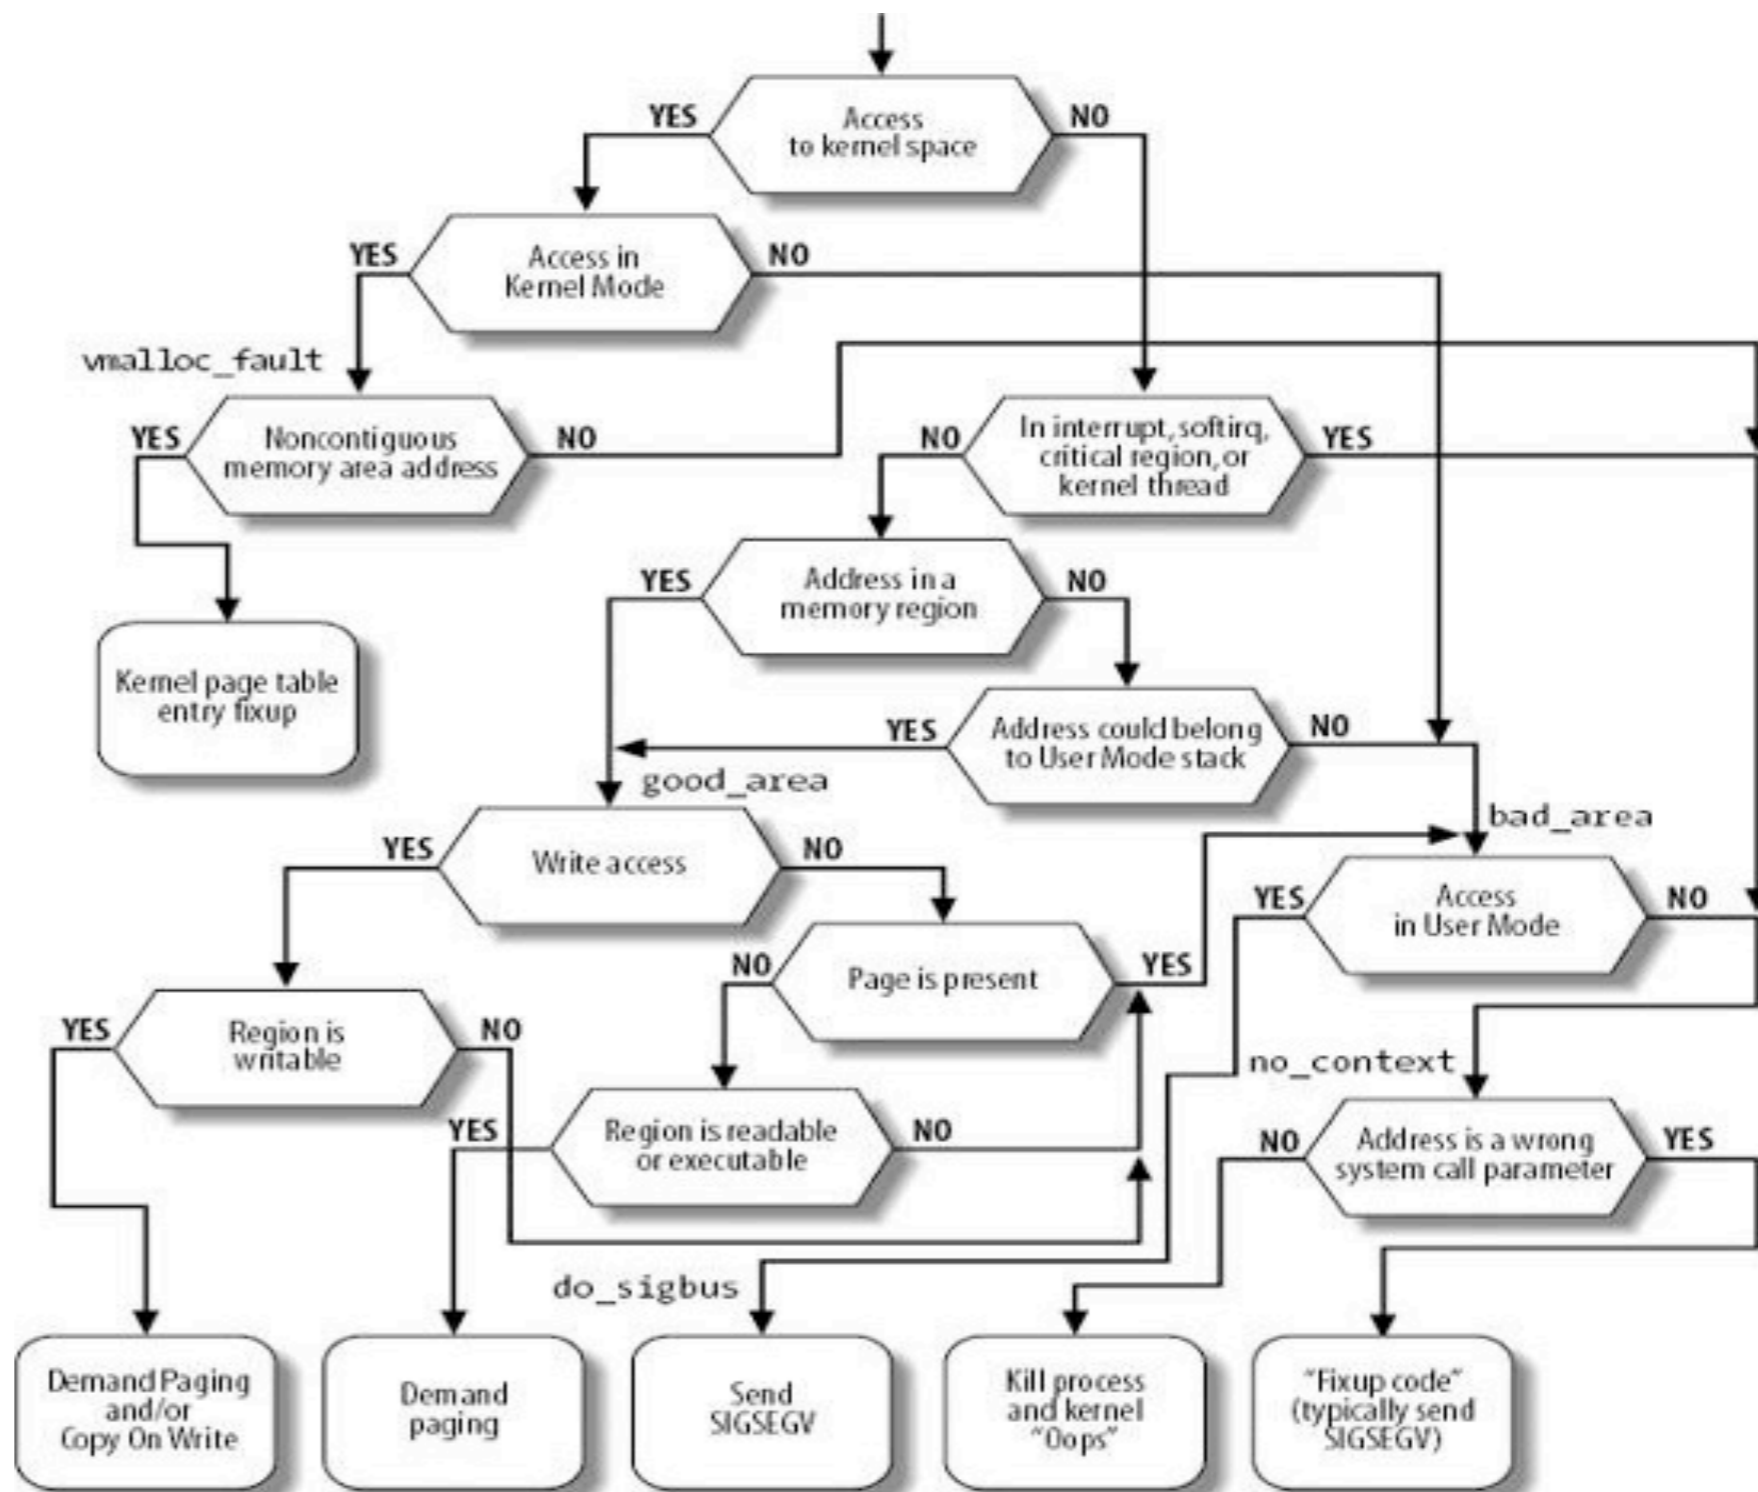 Access
to kernel space
YES
NO
Access in
Kernel Mode
YES
NO
vmalloc_fault
Noncontiguous
memory area address
YES
NO
In interrupt, softirq,
critical region, or
kernel thread
NO
YES
Address in a
memory region
YES
NO
Kernel page table
entry fixup
Address could belong
to User Mode stack
YES
NO
good_area
bad_area
Write access
YES
NO
Access
in User Mode
YES
NO
Page is present
NO
YES
Region is
writable
YES
NO
no_context
Region is readable
or executable
YES
NO
Address is a wrong
system call parameter
NO
YES
do_sigbus
Demand Paging
and/or
Copy On Write
Demand
paging
Send
SIGSEGV
Kill process
and kernel
"Oops"
"Fixup code"
(typically send
SIGSEGV)